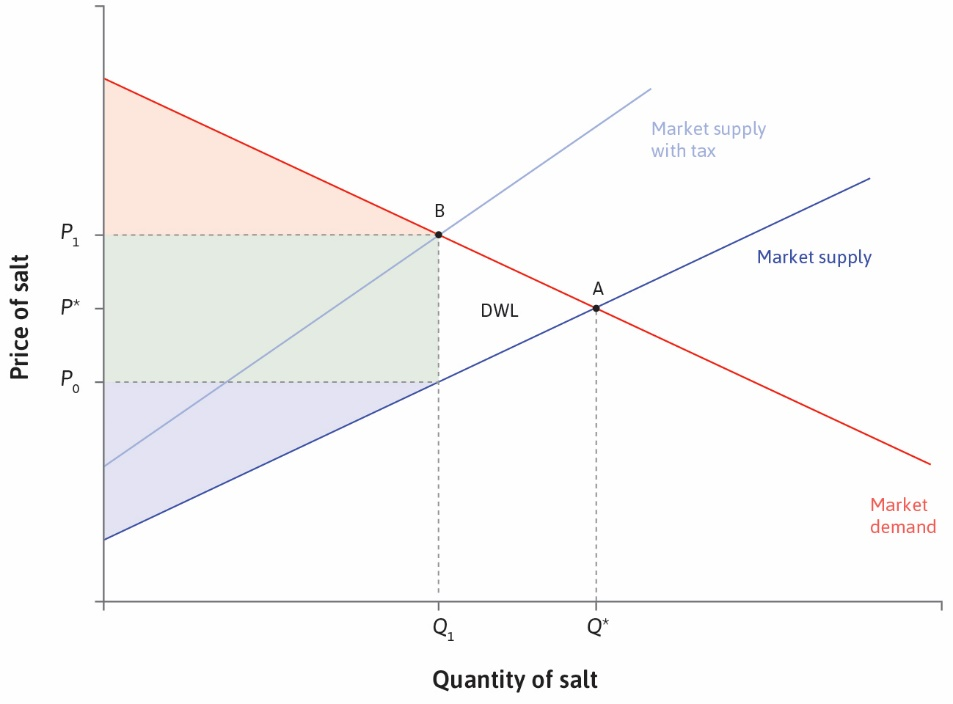 Market supply
with tax
B
P₁
Market supply
A
P*
DWL
P₀
Price of salt
Market
demand
Q₁
Q*
Quantity of salt